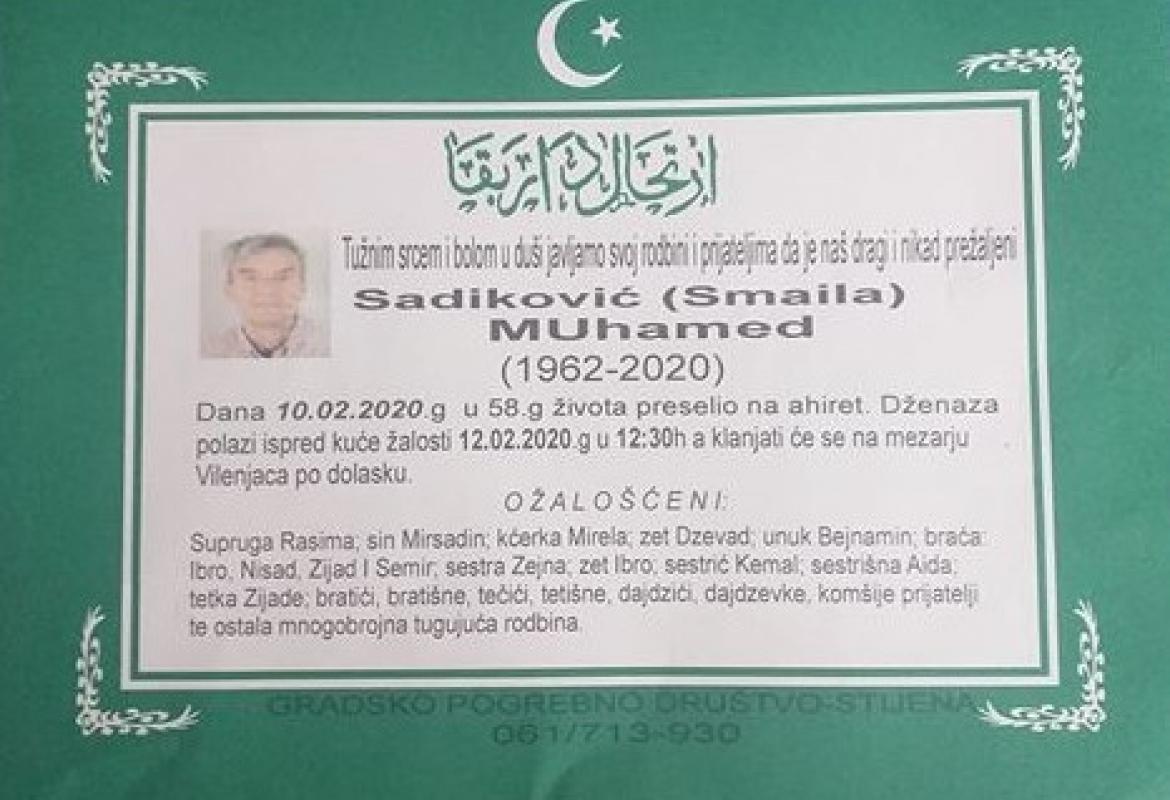 ارتحال دار بقا
Tužnim srcem i bolom u duši javljamo svoj rodbini i prijateljima da je naš dragi i nikad prežaljeni
Sadiković (Smaila)
MUhamed
(1962-2020)
Dana 10.02.2020.g u 58.g života preselio na ahiret. Dženaza
polazi ispred kuće žalosti 12.02.2020.g u 12:30h a klanjati će se na mezarju
Vilenjaca po dolasku.
OŽALOŠĆENI:
Supruga Rasima; sin Mirsadin; kćerka Mirela; zet Dzevad; unuk Bejnamin; braća:
Ibro, Nisad, Zijad I Semir; sestra Zejna; zet Ibro; sestrić Kemal; sestrišna Aida;
tetka Zijade; bratići, bratišne, tečići, tetišne, dajdzići, dajdzevke, komšije prijatelji
te ostala mnogobrojna tugujuća rodbina.
GRADSKO POGREBNO DRUŠTVO-STIJENA
061/713-930